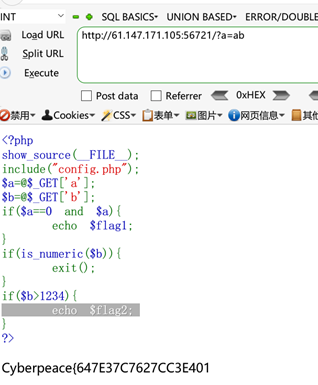 INT
SQL BASICS
UNION BASED
ERROR/DOUBLE
Load URL
http://61.147.171.105:56721/?a=ab
Split URL
Execute
Post data
Referrer
0xHEX
禁用
Cookies
CSS
表单
图片
网页信息
其他
<?php
show_source(__FILE__);
include("config.php");
$a=@$_GET['a'];
$b=@$_GET['b'];
if($a==0 and $a){
echo $flag1;
}
if(is_numeric($b)){
exit();
}
if($b>1234){
echo $flag2;
}
?>
Cyberpeace{647E37C7627CC3E401